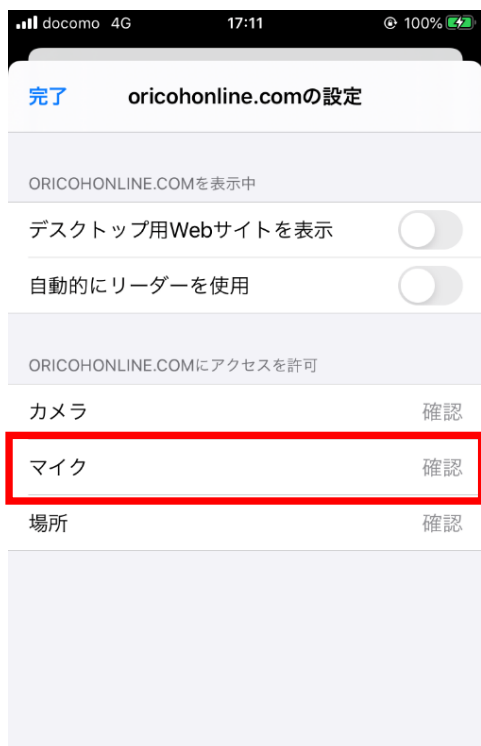 docomo 4G 17:11 100%
完了 oricohonline.comの設定
ORICOHONLINE.COMを表示中
デスクトップ用Webサイトを表示
自動的にリーダーを使用
ORICOHONLINE.COMにアクセスを許可
カメラ 確認
マイク 確認
場所 確認